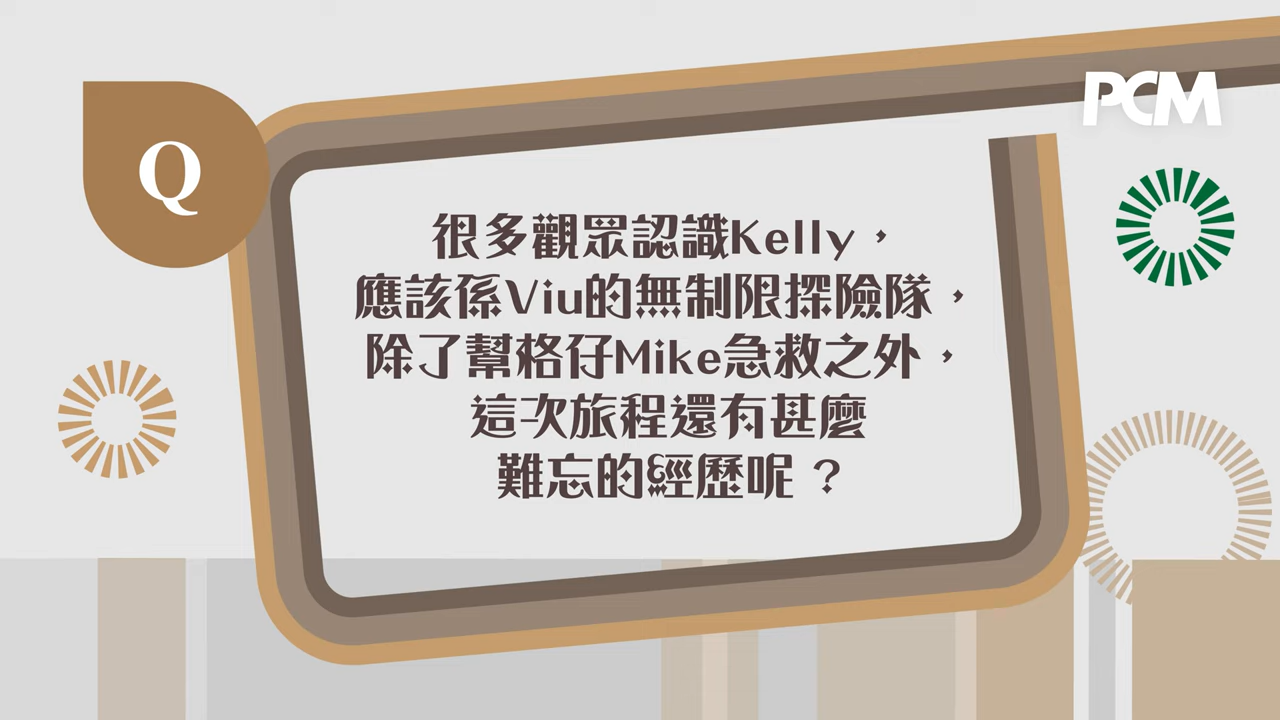 PCM
Q
很多觀眾認識Kelly，
應該係Viu的無制限探險隊，
除了幫格仔Mike急救之外，
這次旅程還有甚麼
難忘的經歷呢？